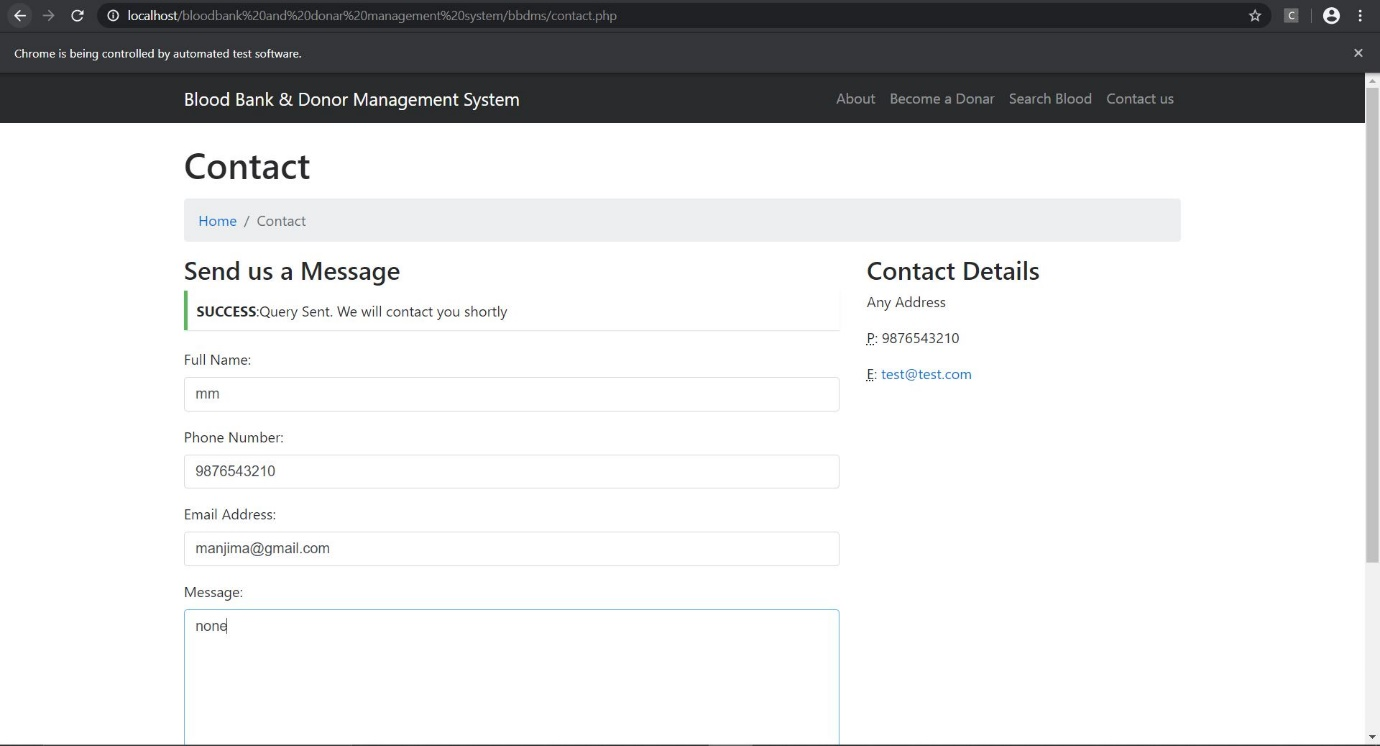 localhost/bloodbank%20and%20donar%20management%20system/bbdms/contact.php
C
Chrome is being controlled by automated test software.
Blood Bank & Donor Management System
About Become a Donar Search Blood Contact us
Contact
Home / Contact
Send us a Message
SUCCESS:Query Sent. We will contact you shortly
Full Name:
mm
Phone Number:
9876543210
Email Address:
manjima@gmail.com
Message:
none
Contact Details
Any Address
P: 9876543210
E: test@test.com